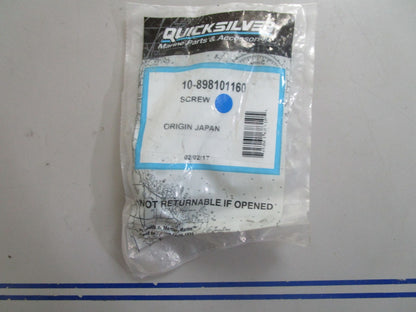 QUICKSILVER
Marine Parts & Accessories
10-898101160
SCREW
ORIGIN JAPAN
02/02/17
NOT RETURNABLE IF OPENED